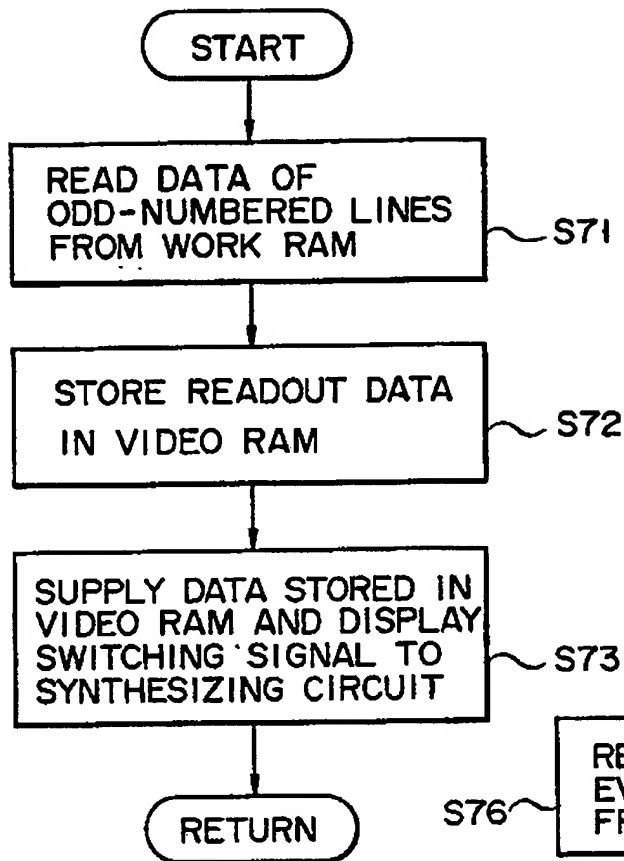 START
READ DATA OF
ODD-NUMBERED LINES
FROM WORK RAM
S71
STORE READOUT DATA
IN VIDEO RAM
S72
SUPPLY DATA STORED IN
VIDEO RAM AND DISPLAY
SWITCHING SIGNAL TO
SYNTHESIZING CIRCUIT
S73
RETURN
S76